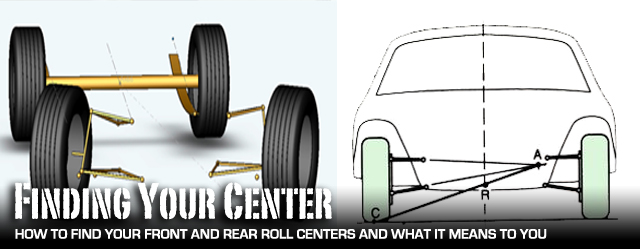 A
R
C
FINDING YOUR CENTER
HOW TO FIND YOUR FRONT AND REAR ROLL CENTERS AND WHAT IT MEANS TO YOU